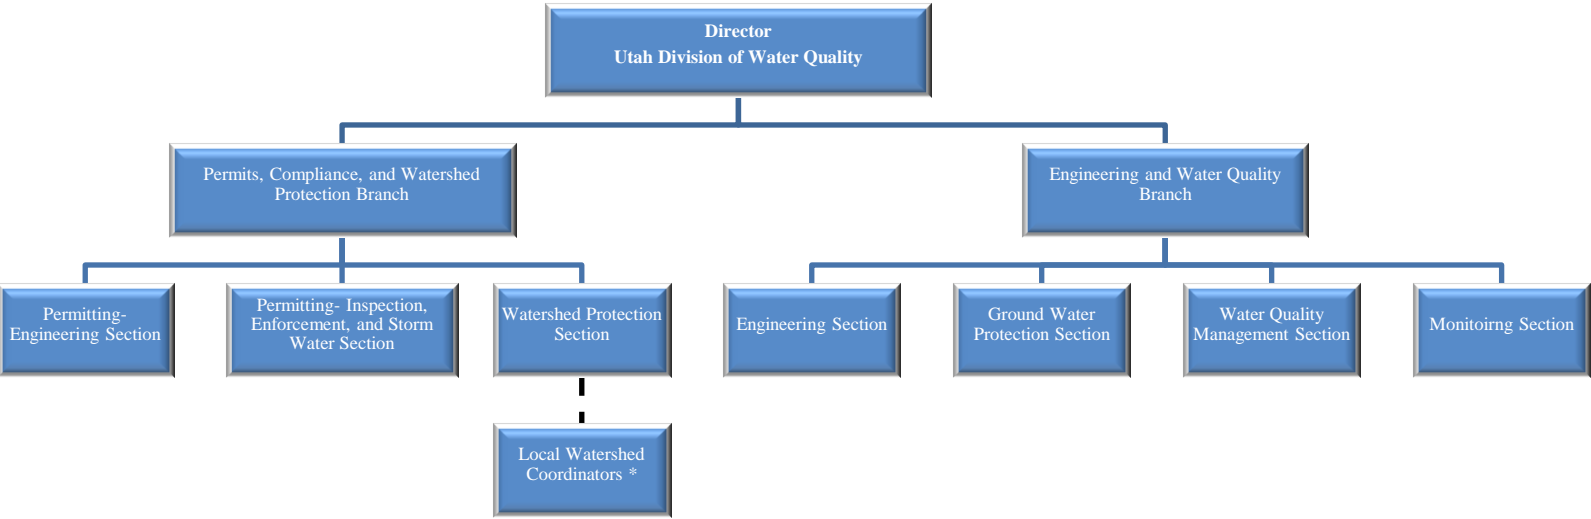 Director
Utah Division of Water Quality
Permits, Compliance, and Watershed
Protection Branch
Engineering and Water Quality
Branch
Permitting-
Engineering Section
Permitting- Inspection,
Enforcement, and Storm
Water Section
Watershed Protection
Section
Engineering Section
Ground Water
Protection Section
Water Quality
Management Section
Monitoirng Section
Local Watershed
Coordinators *